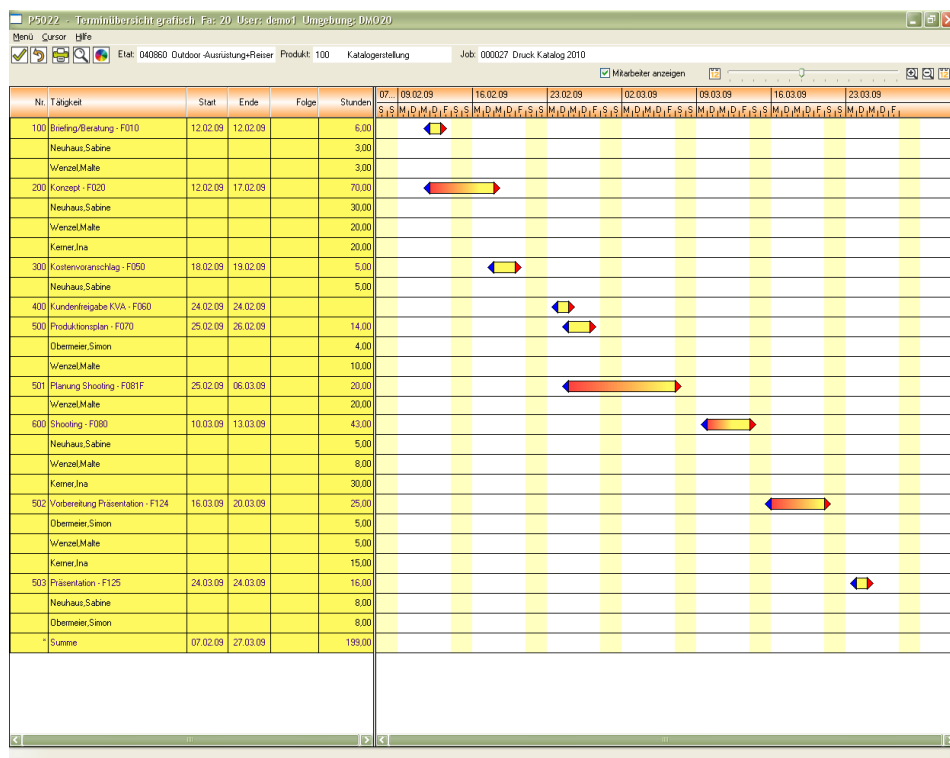 P5022 - Terminübersicht grafisch Fa: 20 User: demo1 Umgebung: DMO20
Menü Cursor Hilfe
Etat: 040860 Outdoor -Ausrüstung+Reiser Produkt: 100 Katalogerstellung Job: 000027 Druck Katalog 2010
Mitarbeiter anzeigen
Nr. Tätigkeit Start Ende Folge Stunden
07... 09.02.09 16.02.09 23.02.09 02.03.09 09.03.09 16.03.09 23.03.09
S S M D M D F S S M D M D F S S M D M D F S S M D M D F S S M D M D F S S M D M D F S S M D M D F
100 Briefing/Beratung - F010 12.02.09 12.02.09 6,00
Neuhaus,Sabine 3,00
Wenzel,Malte 3,00
200 Konzept - F020 12.02.09 17.02.09 70,00
Neuhaus,Sabine 30,00
Wenzel,Malte 20,00
Kerner,Ina 20,00
300 Kostenvoranschlag - F050 18.02.09 19.02.09 5,00
Neuhaus,Sabine 5,00
400 Kundenfreigabe KVA - F060 24.02.09 24.02.09
500 Produktionsplan - F070 25.02.09 26.02.09 14,00
Obermeier,Simon 4,00
Wenzel,Malte 10,00
501 Planung Shooting - F081F 25.02.09 06.03.09 20,00
Wenzel,Malte 20,00
600 Shooting - F080 10.03.09 13.03.09 43,00
Neuhaus,Sabine 5,00
Wenzel,Malte 8,00
Kerner,Ina 30,00
502 Vorbereitung Präsentation - F124 16.03.09 20.03.09 25,00
Obermeier,Simon 5,00
Wenzel,Malte 5,00
Kerner,Ina 15,00
503 Präsentation - F125 24.03.09 24.03.09 16,00
Neuhaus,Sabine 8,00
Obermeier,Simon 8,00
* Summe 07.02.09 27.03.09 199,00